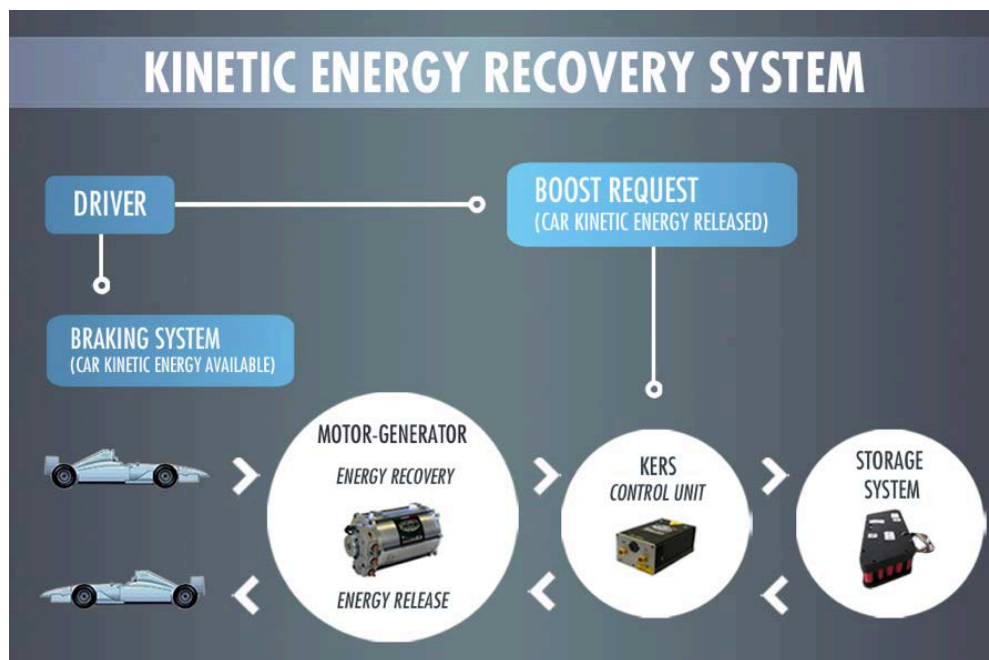 KINETIC ENERGY RECOVERY SYSTEM
DRIVER
BOOST REQUEST
(CAR KINETIC ENERGY RELEASED)
BRAKING SYSTEM
(CAR KINETIC ENERGY AVAILABLE)
MOTOR-GENERATOR
ENERGY RECOVERY
ENERGY RELEASE
KERS
CONTROL UNIT
STORAGE
SYSTEM